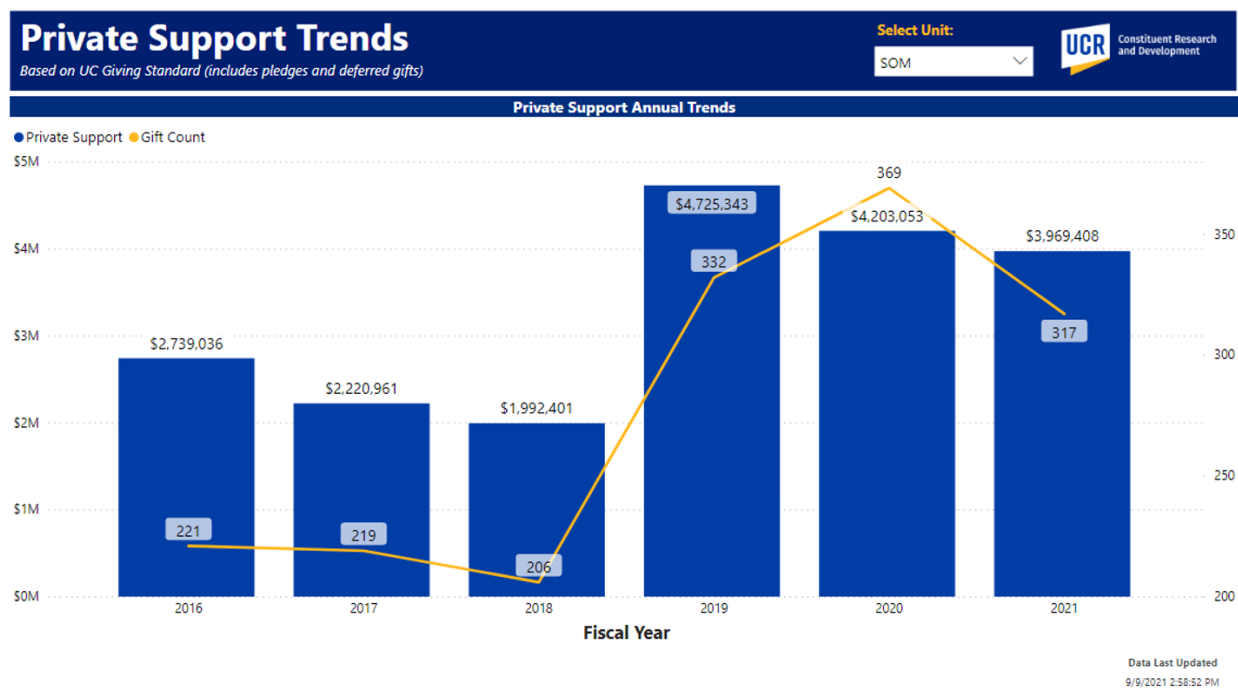 Private Support Trends
Based on UC Giving Standard (includes pledges and deferred gifts)
Select Unit:
SOM
UCR
Constituent Research
and Development
Private Support Annual Trends
Private Support
Gift Count
$5M
$4M
$3M
$2M
$1M
$0M
$2,739,036
$2,220,961
$1,992,401
$4,725,343
$4,203,053
$3,969,408
221
219
206
332
369
317
350
300
250
200
2016
2017
2018
2019
2020
2021
Fiscal Year
Data Last Updated
9/9/2021 2:58:52 PM